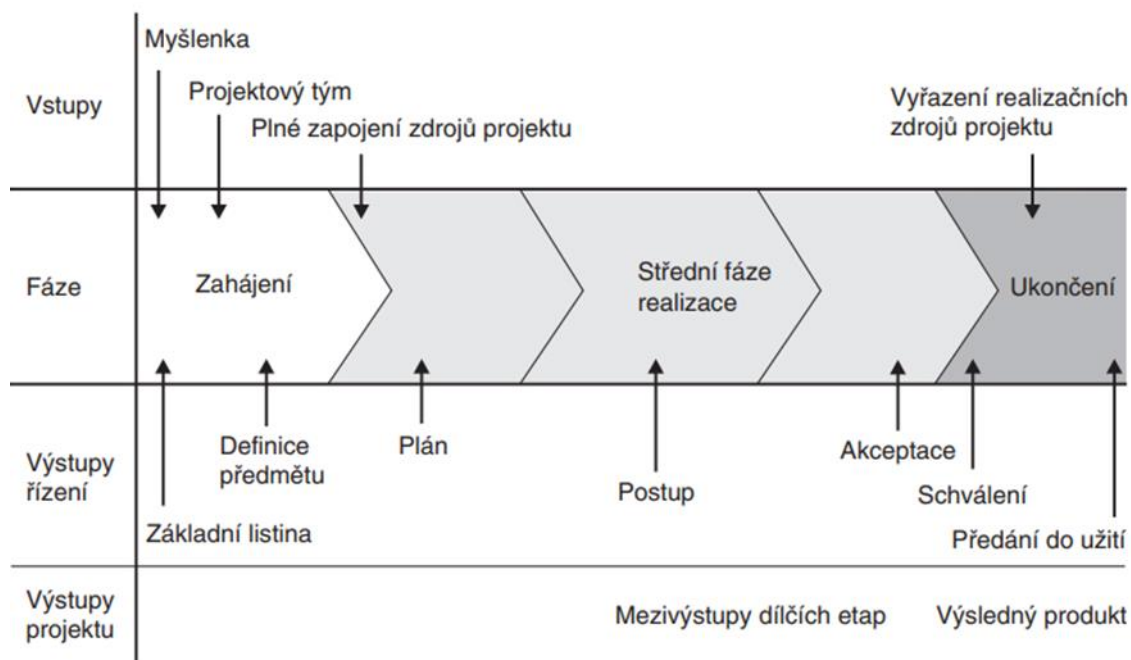 Myšlenka
Vstupy
Projektový tým
Plné zapojení zdrojů projektu
Vyřazení realizačních
zdrojů projektu
Fáze
Zahájení
Střední fáze
realizace
Ukončení
Výstupy
řízení
Definice
předmětu
Plán
Postup
Akceptace
Schválení
Základní listina
Předání do užití
Výstupy
projektu
Mezivýstupy dílčích etap
Výsledný produkt